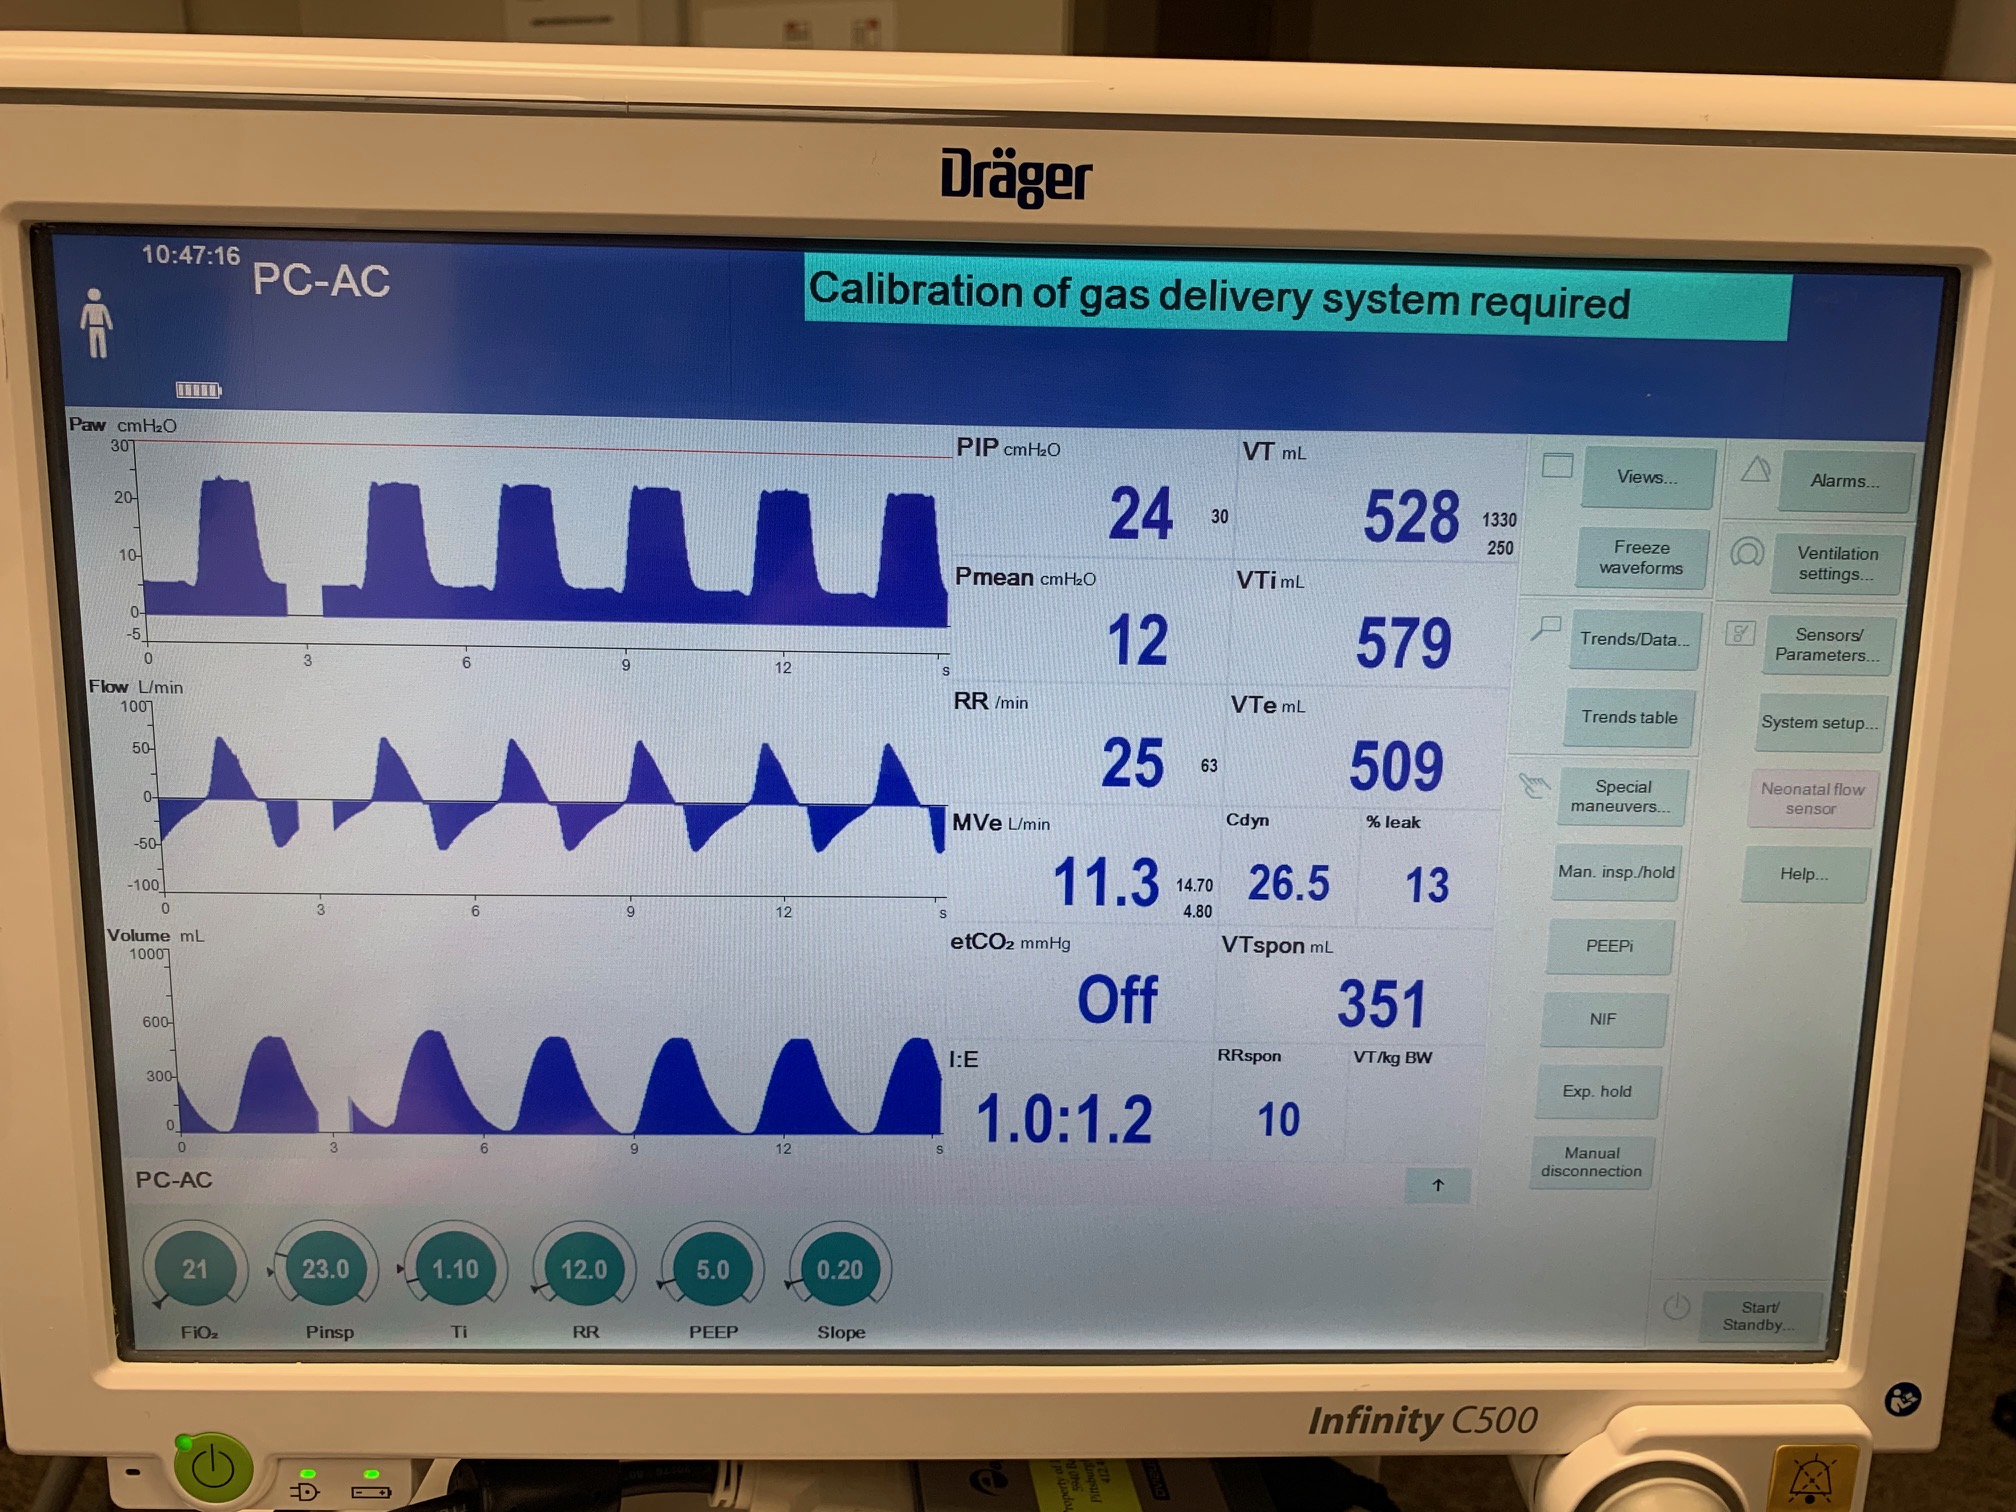 Dräger
10:47:16
PC-AC
Calibration of gas delivery system required
Paw cmH₂O
30
20
10
0
-5
0 3 6 9 12 s
Flow L/min
100
50
0
-50
-100
0 3 6 9 12 s
Volume mL
1000
600
300
0
0 3 6 9 12 s
PIP cmH₂O
24 30
VT mL
528 1330
250
Pmean cmH₂O
12
VTi mL
579
RR /min
25 63
VTe mL
509
MVe L/min
11.3 14.70
4.80
Cdyn
26.5
% leak
13
etCO₂ mmHg
Off
VTspon mL
351
I:E
1.0:1.2
RRspon
10
VT/kg BW
Views...
Freeze
waveforms
Trends/Data...
Trends table
Special
maneuvers...
Man. insp./hold
PEEPi
NIF
Exp. hold
Manual
disconnection
Alarms...
Ventilation
settings...
Sensors/
Parameters...
System setup...
Neonatal flow
sensor
Help...
Start/
Standby...
PC-AC
↑
21 23.0 1.10 12.0 5.0 0.20
FiO₂ Pinsp Ti RR PEEP Slope
Infinity C500